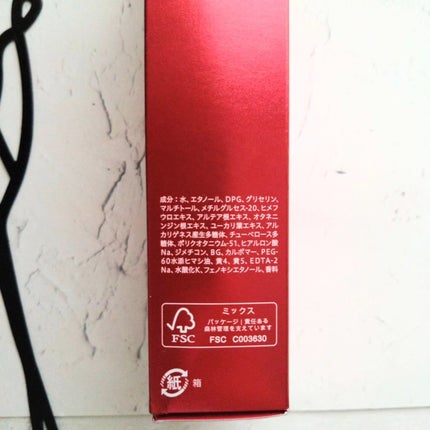 成分：水、エタノール、DPG、グリセリン、
マルチトール、メチルグルセス-20、ヒメフ
ウロエキス、アルテア根エキス、オタネニ
ンジン根エキス、ユーカリ葉エキス、アル
カリゲネス産生多糖体、チューベロース多
糖体、ポリクオタニウム-51、ヒアルロン酸
Na、ジメチコン、BG、カルボマー、PEG-
60水添ヒマシ油、黄4、黄5、EDTA-2
Na、水酸化K、フェノキシエタノール、香料
FSC
ミックス
パッケージ｜責任ある
森林管理を支えています
FSC C003630
紙 箱